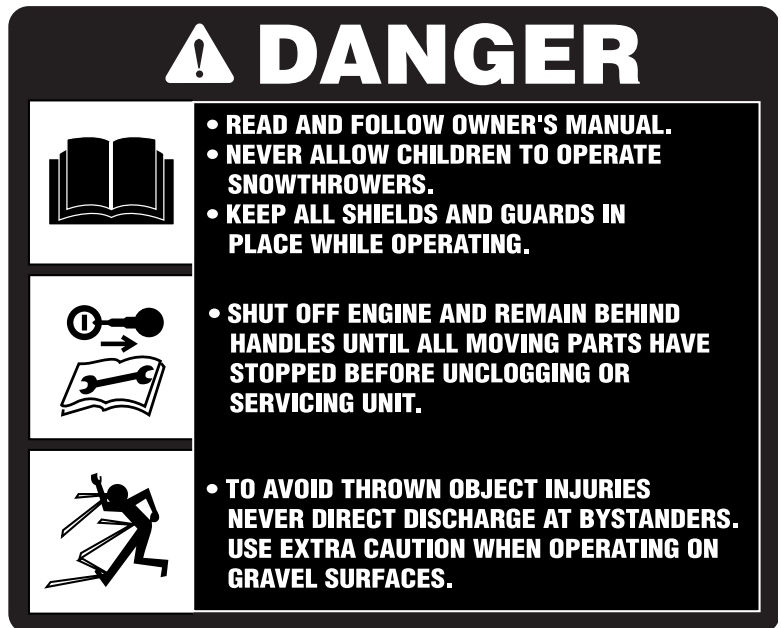 DANGER
• READ AND FOLLOW OWNER'S MANUAL.
• NEVER ALLOW CHILDREN TO OPERATE
SNOWTHROWERS.
• KEEP ALL SHIELDS AND GUARDS IN
PLACE WHILE OPERATING.
• SHUT OFF ENGINE AND REMAIN BEHIND
HANDLES UNTIL ALL MOVING PARTS HAVE
STOPPED BEFORE UNCLOGGING OR
SERVICING UNIT.
• TO AVOID THROWN OBJECT INJURIES
NEVER DIRECT DISCHARGE AT BYSTANDERS.
USE EXTRA CAUTION WHEN OPERATING ON
GRAVEL SURFACES.